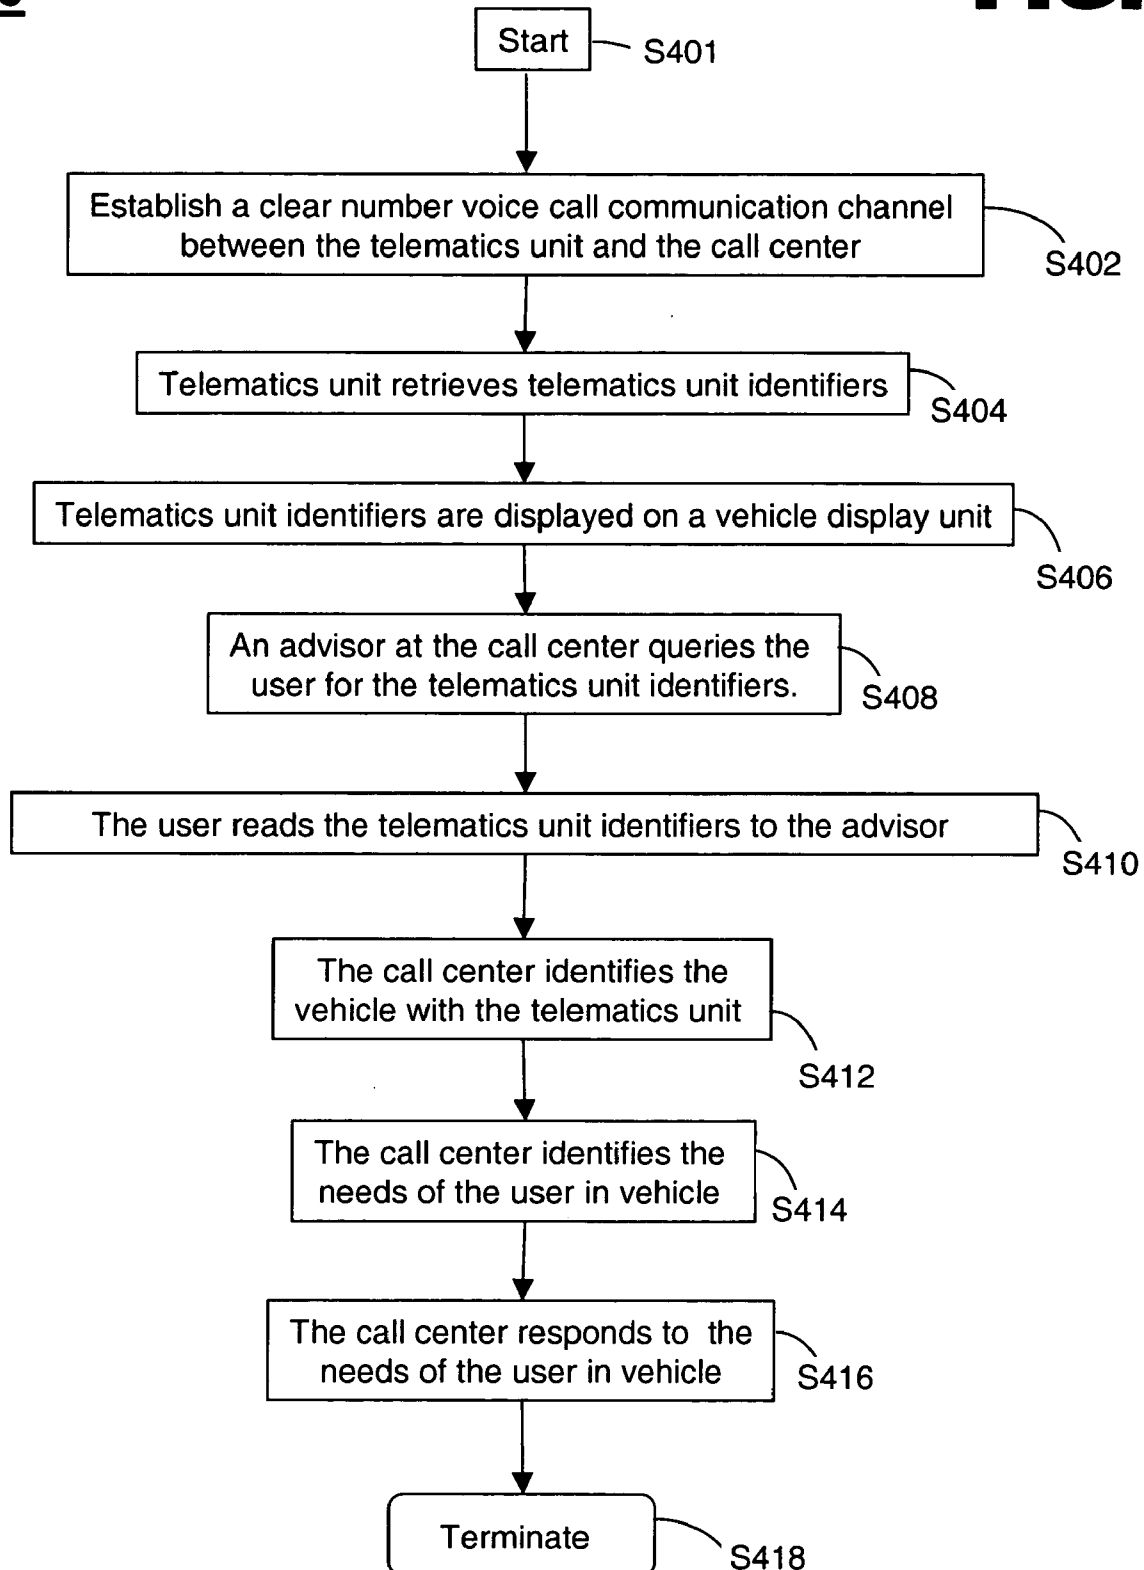 Start
S401
Establish a clear number voice call communication channel
between the telematics unit and the call center
S402
Telematics unit retrieves telematics unit identifiers
S404
Telematics unit identifiers are displayed on a vehicle display unit
S406
An advisor at the call center queries the
user for the telematics unit identifiers.
S408
The user reads the telematics unit identifiers to the advisor
S410
The call center identifies the
vehicle with the telematics unit
S412
The call center identifies the
needs of the user in vehicle
S414
The call center responds to the
needs of the user in vehicle
S416
Terminate
S418